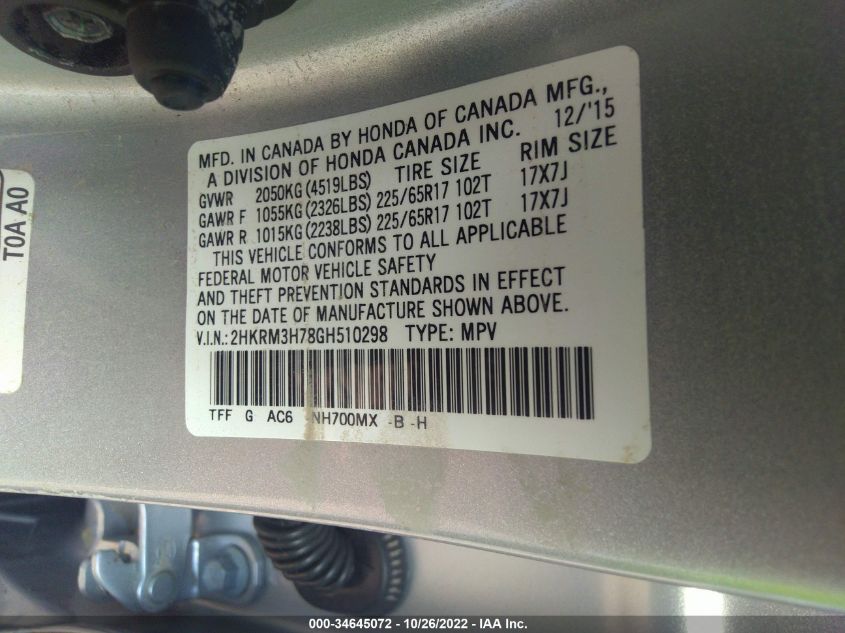 TOA A0
MFD. IN CANADA BY HONDA OF CANADA MFG.,
A DIVISION OF HONDA CANADA INC. 12/'15
TIRE SIZE RIM SIZE
GVWR 2050KG(4519LBS)
GAWR F 1055KG(2326LBS) 225/65R17 102T 17X7J
GAWR R 1015KG(2238LBS) 225/65R17 102T 17X7J
THIS VEHICLE CONFORMS TO ALL APPLICABLE
FEDERAL MOTOR VEHICLE SAFETY
AND THEFT PREVENTION STANDARDS IN EFFECT
ON THE DATE OF MANUFACTURE SHOWN ABOVE.
V.I.N.: 2HKRM3H78GH510298 TYPE: MPV
TFF G AC6 NH700MX -B -H
000-34645072 - 10/26/2022 - IAA Inc.